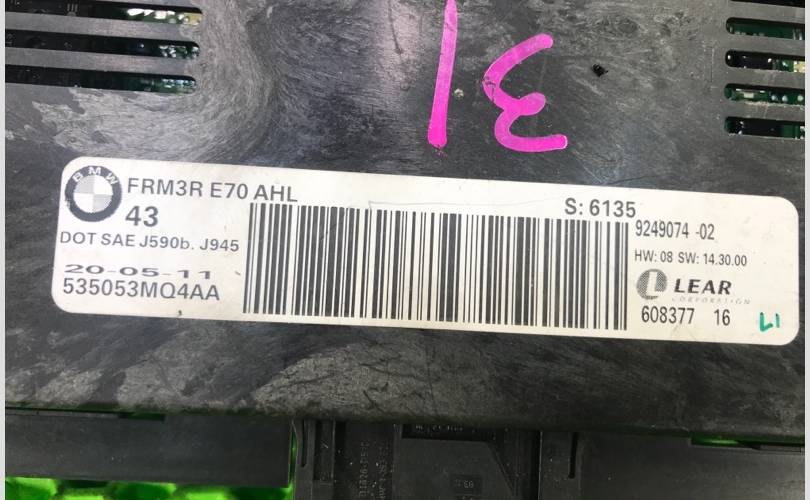 31
BMW
FRM3R E70 AHL
43
S: 6135
DOT SAE J590b. J945
9249074 -02
HW: 08 SW: 14.30.00
20-05-11
535053MQ4AA
LEAR
CORPORATION
608377 16